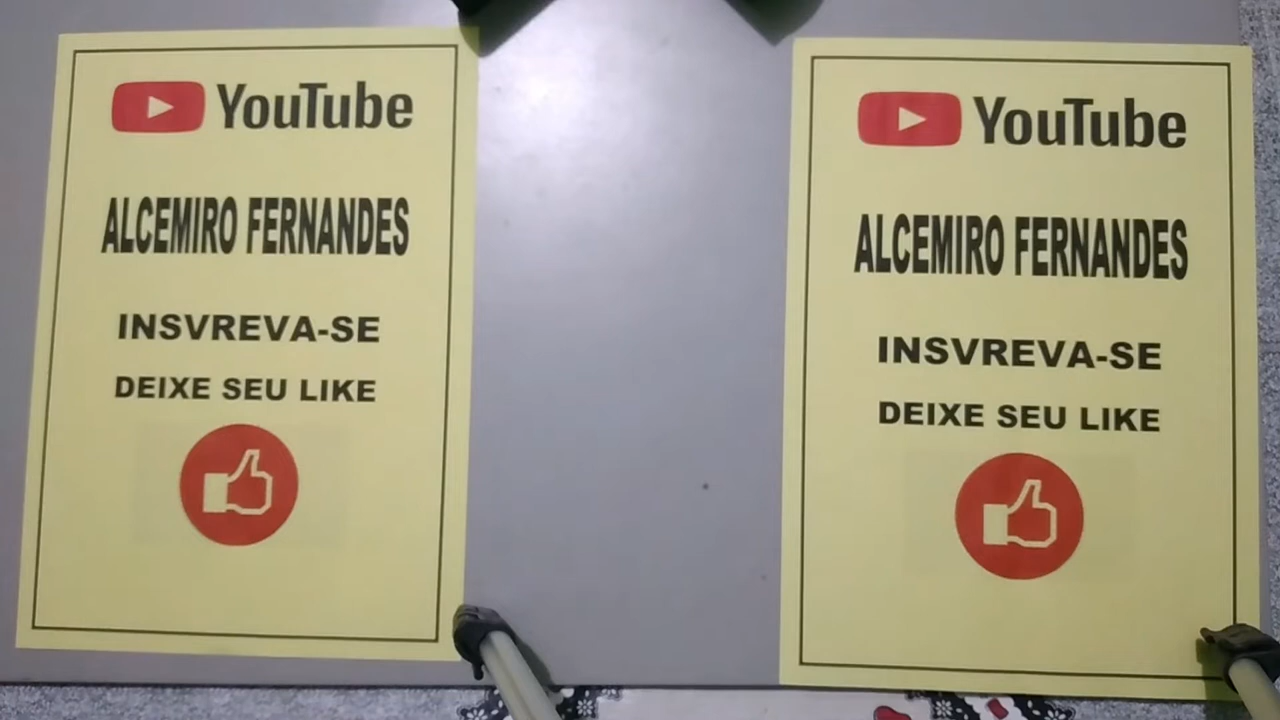 YouTube
ALCEMIRO FERNANDES
INSVREVA-SE
DEIXE SEU LIKE
YouTube
ALCEMIRO FERNANDES
INSVREVA-SE
DEIXE SEU LIKE